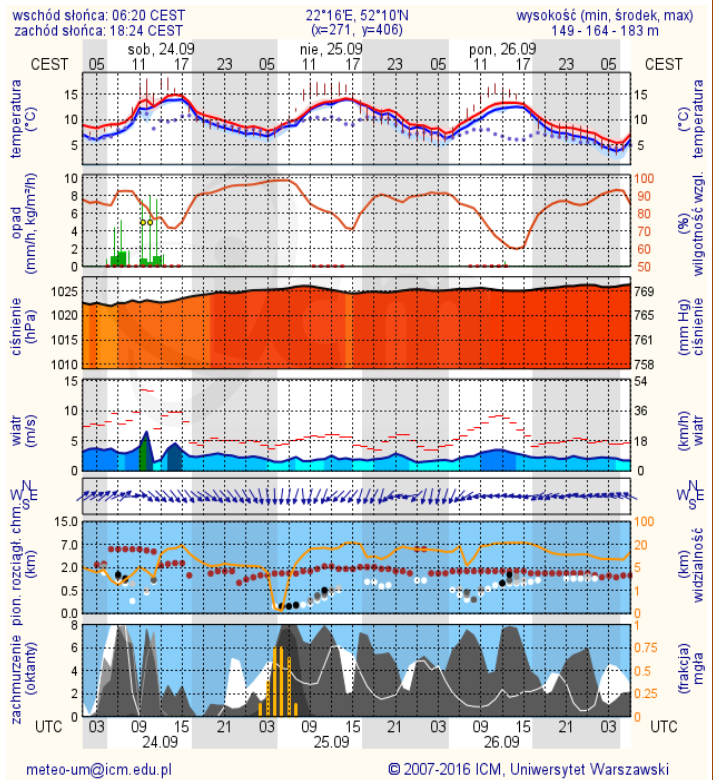 wschód słońca: 06:20 CEST 22°16'E, 52°10'N wysokość (min, środek, max)
zachód słońca: 18:24 CEST (x=271, y=406) 149 - 164 - 183 m
sob, 24.09 nie, 25.09 pon, 26.09
CEST 05 11 17 23 05 11 17 23 05 11 17 23 05 CEST
temperatura
(°C)
15
10
5
15
10
5
temperatura
(°C)
opad
(mm/h, kg/m²/h)
10
8
6
4
2
0
100
90
80
70
60
50
(%)
wilgotność wzgl.
ciśnienie
(hPa)
1025
1020
1015
1010
769
765
761
758
(mm Hg)
ciśnienie
wiatr
(m/s)
15
10
5
0
54
36
18
0
(km/h)
wiatr
N
W E
S
N
W E
S
pion. rozciągł. chm.
(km)
15.0
7.0
2.0
0.5
0.0
100
20
5
1
0
(km)
widzialność
zachmurzenie
(oktanty)
8
6
4
2
0
1
0.75
0.5
0.25
0
(frakcja)
mgła
UTC 03 09 15 21 03 09 15 21 03 09 15 21 03 UTC
24.09 25.09 26.09
meteo-um@icm.edu.pl © 2007-2016 ICM, Uniwersytet Warszawski